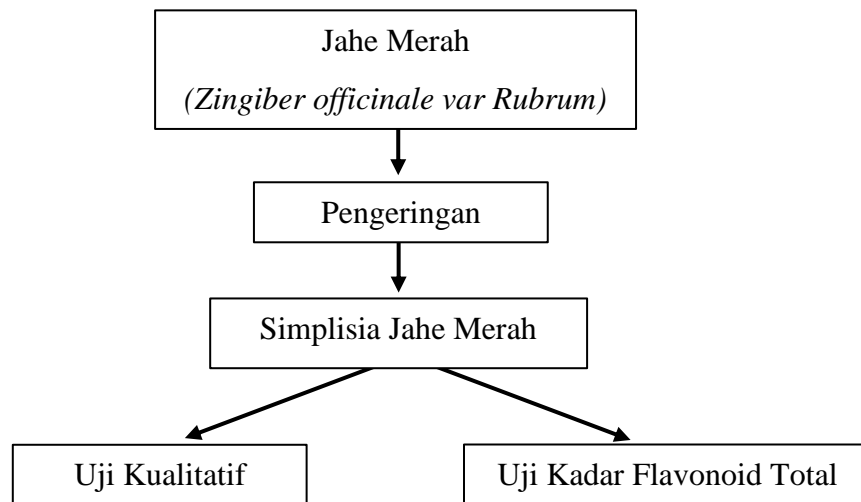 Jahe Merah
(Zingiber officinale var Rubrum)
Pengeringan
Simplisia Jahe Merah
Uji Kualitatif
Uji Kadar Flavonoid Total